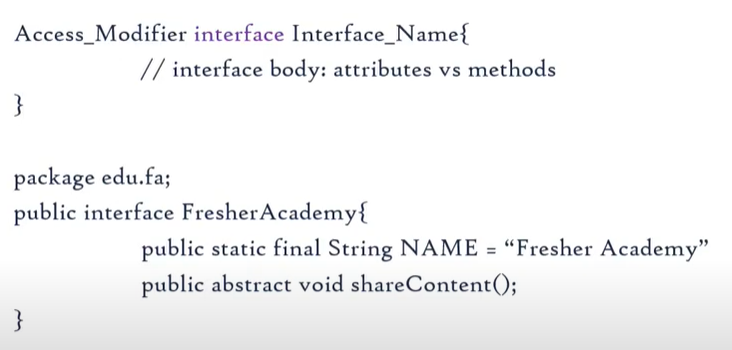 Access_Modifier interface Interface_Name{
// interface body: attributes vs methods
}
package edu.fa;
public interface FresherAcademy{
public static final String NAME = “Fresher Academy”
public abstract void shareContent();
}